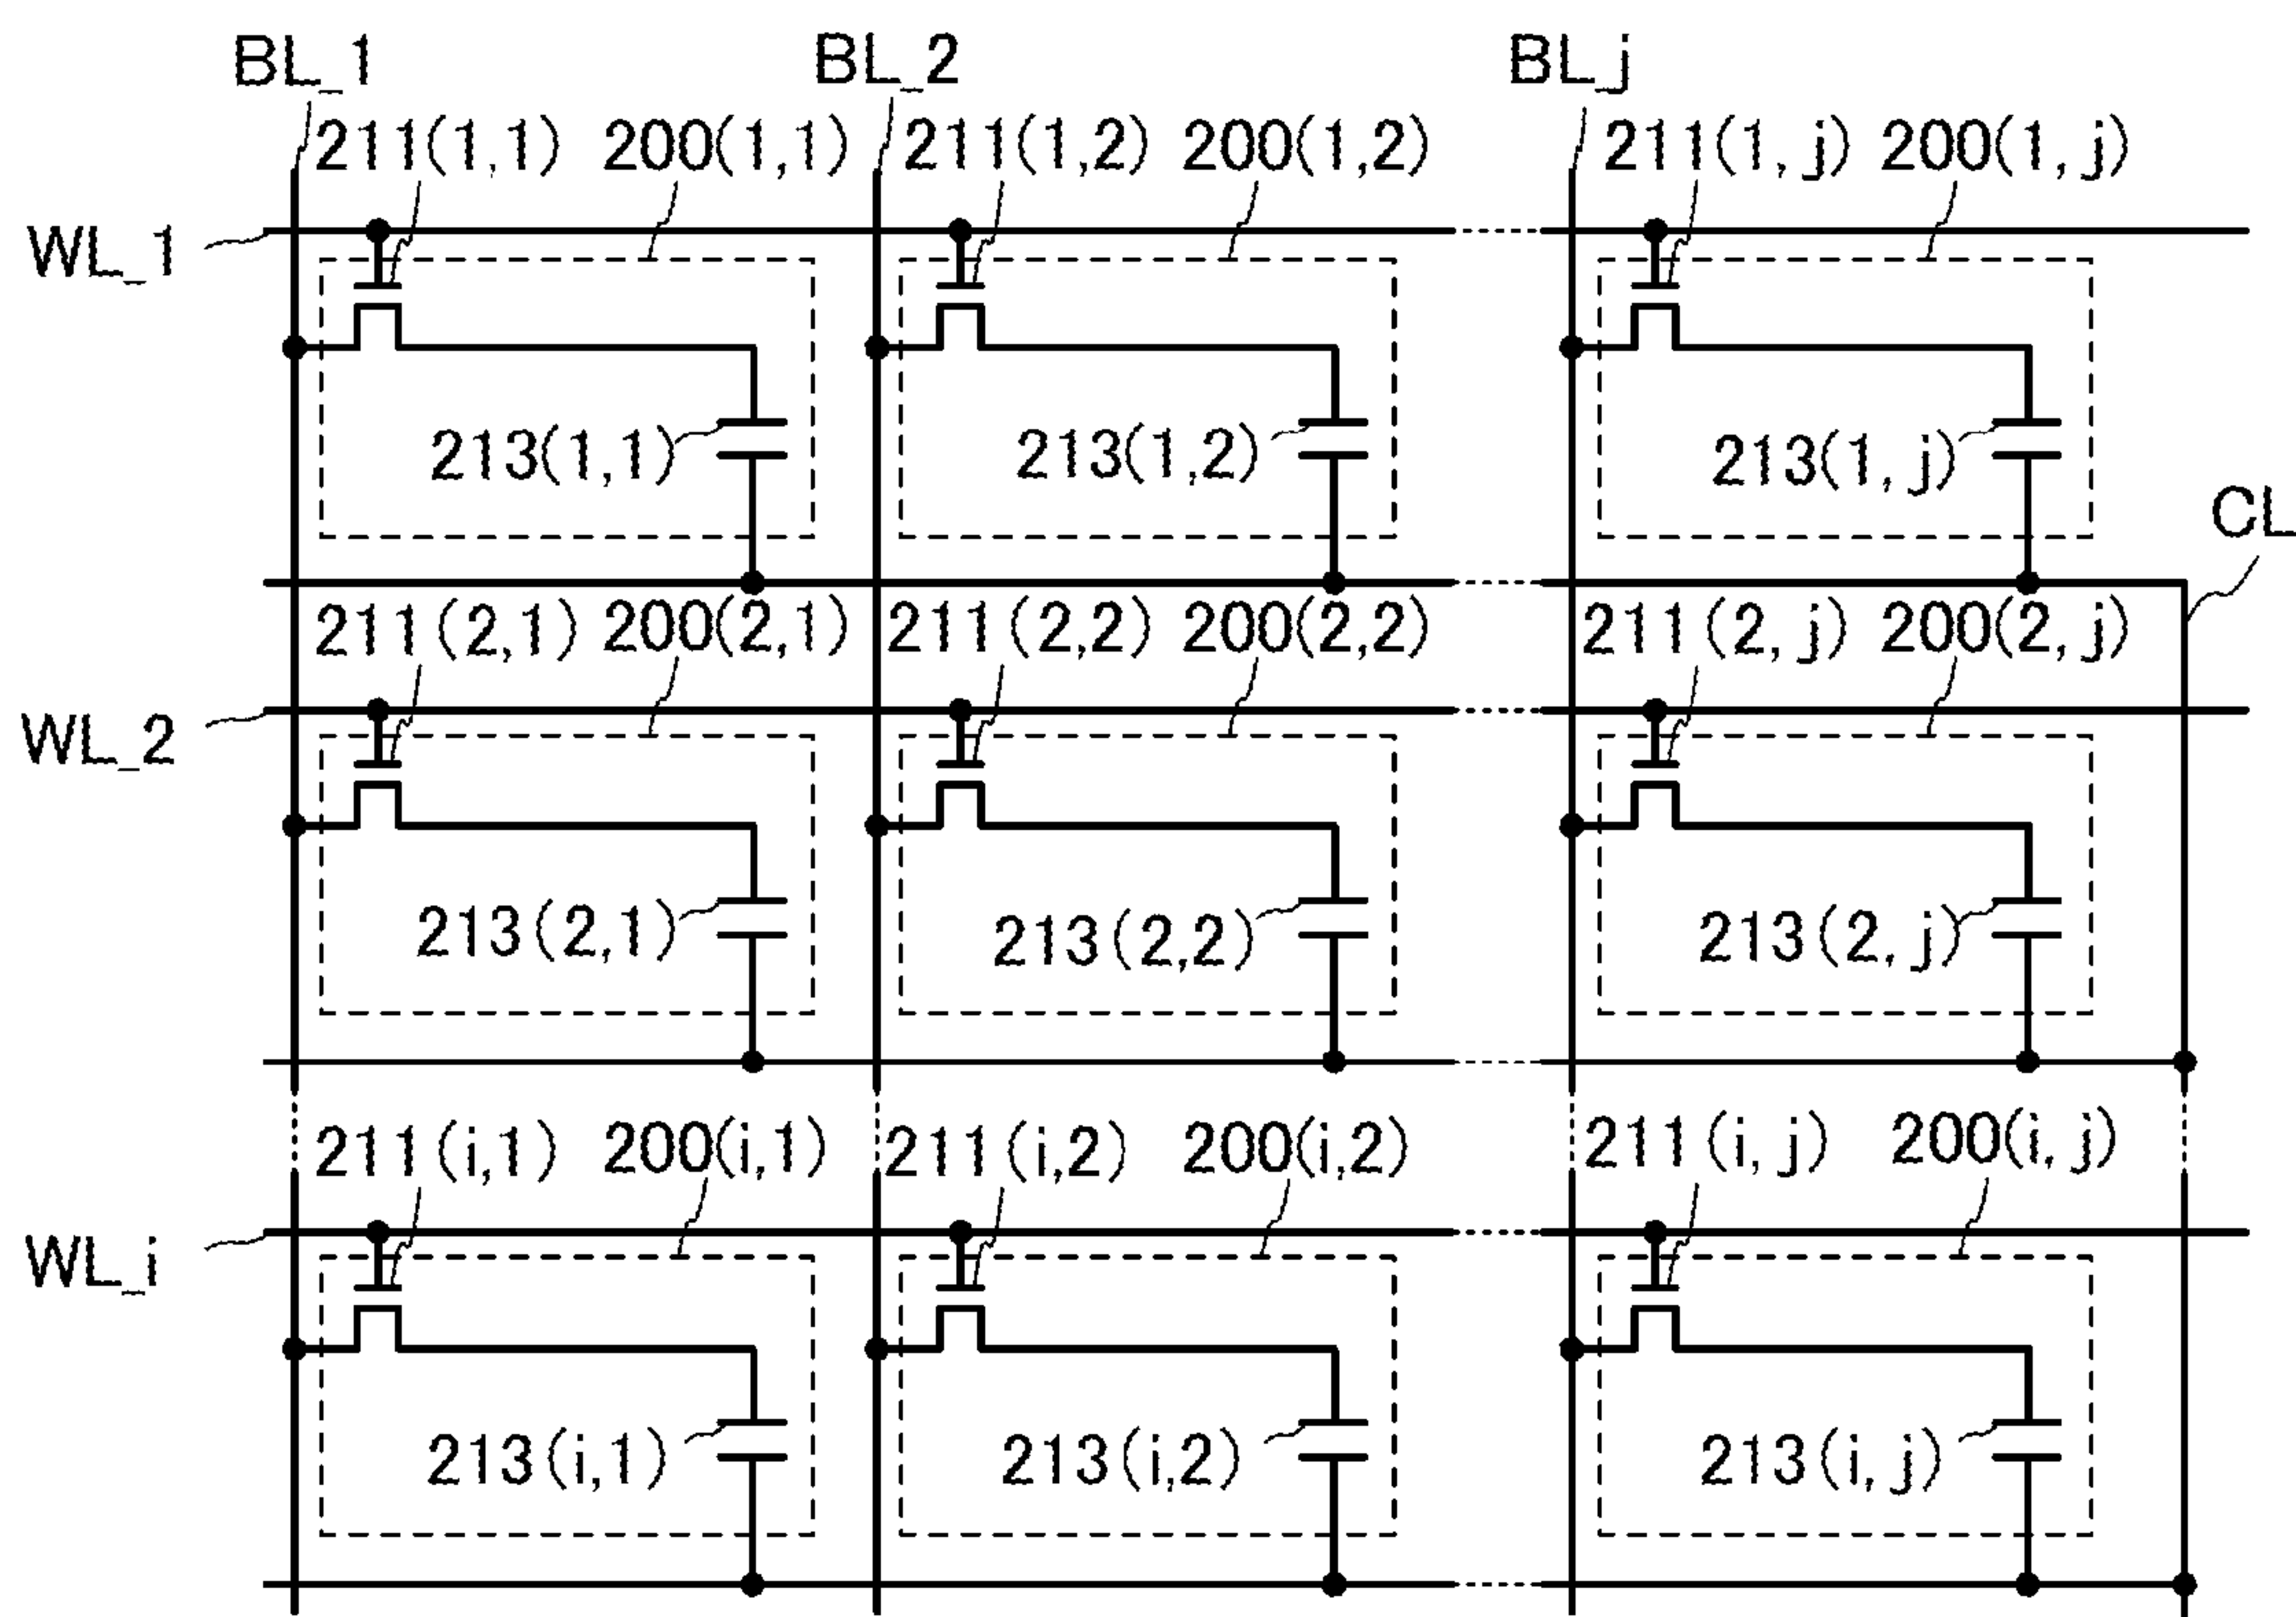 BL_1 BL_2 BL_j
211(1,1) 200(1,1) 211(1,2) 200(1,2) 211(1,j) 200(1,j)
WL_1
213(1,1) 213(1,2) 213(1,j)
CL
211(2,1) 200(2,1) 211(2,2) 200(2,2) 211(2,j) 200(2,j)
WL_2
213(2,1) 213(2,2) 213(2,j)
211(i,1) 200(i,1) 211(i,2) 200(i,2) 211(i,j) 200(i,j)
WL_i
213(i,1) 213(i,2) 213(i,j)